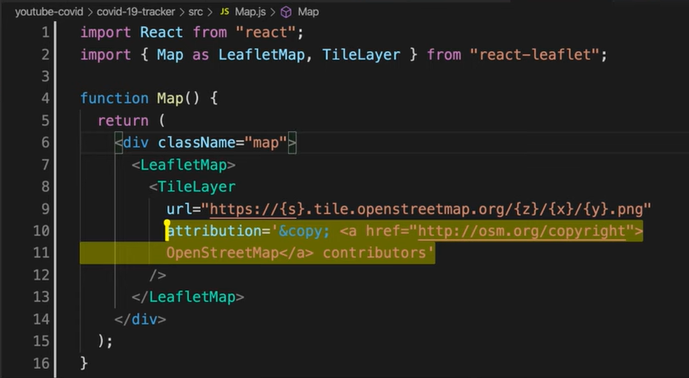 youtube-covid > covid-19-tracker > src > JS Map.js > Map
1 import React from "react";
2 import { Map as LeafletMap, TileLayer } from "react-leaflet";
3
4 function Map() {
5 return (
6 <div className="map">
7 <LeafletMap>
8 <TileLayer
9 url="https://{s}.tile.openstreetmap.org/{z}/{x}/{y}.png"
10 attribution='&copy; <a href="http://osm.org/copyright">
11 OpenStreetMap</a> contributors'
12 />
13 </LeafletMap>
14 </div>
15 );
16 }